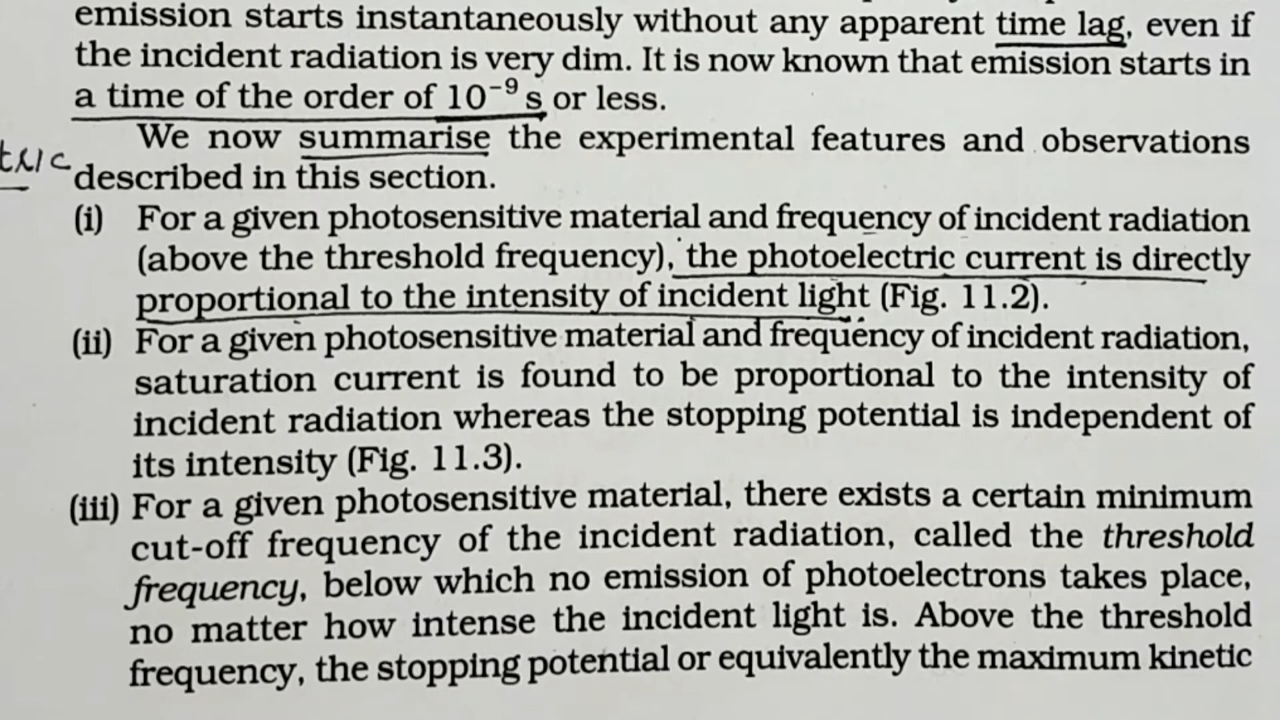 emission starts instantaneously without any apparent time lag, even if
the incident radiation is very dim. It is now known that emission starts in
a time of the order of 10⁻⁹ s or less.
We now summarise the experimental features and observations
described in this section.
(i) For a given photosensitive material and frequency of incident radiation
(above the threshold frequency), the photoelectric current is directly
proportional to the intensity of incident light (Fig. 11.2).
(ii) For a given photosensitive material and frequency of incident radiation,
saturation current is found to be proportional to the intensity of
incident radiation whereas the stopping potential is independent of
its intensity (Fig. 11.3).
(iii) For a given photosensitive material, there exists a certain minimum
cut-off frequency of the incident radiation, called the threshold
frequency, below which no emission of photoelectrons takes place,
no matter how intense the incident light is. Above the threshold
frequency, the stopping potential or equivalently the maximum kinetic